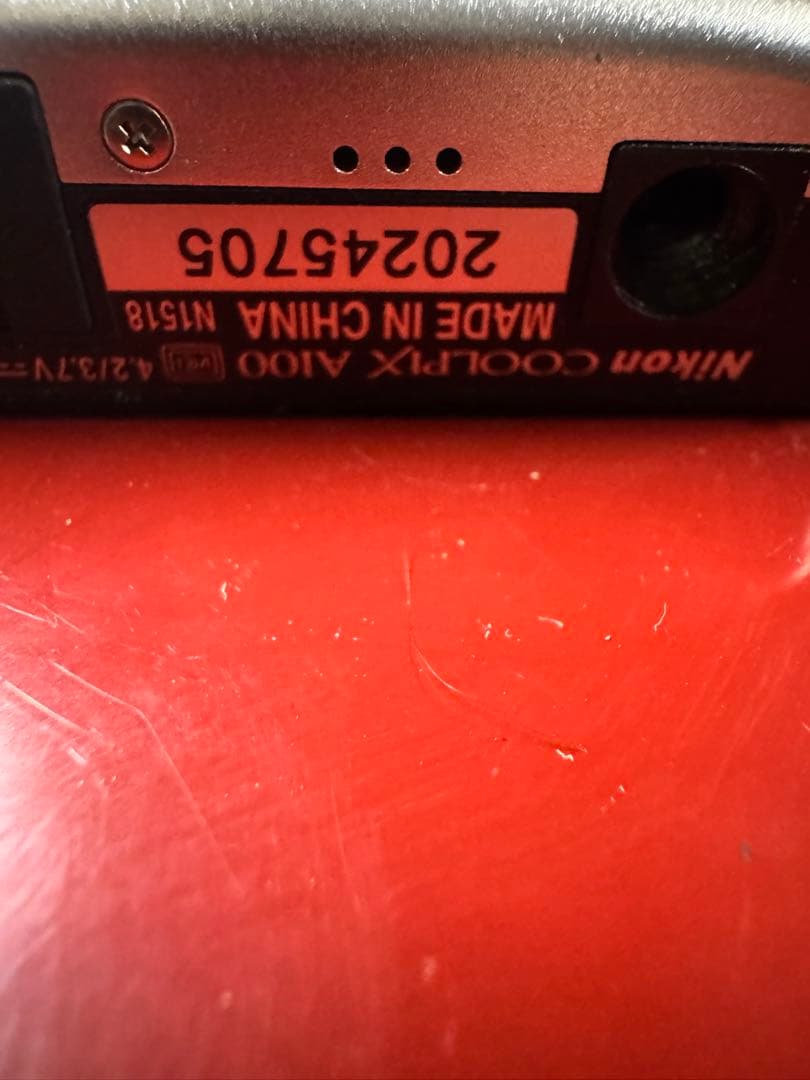 Nikon COOLPIX A100 4.2/3.7V⎓
MADE IN CHINA N1518
20245705